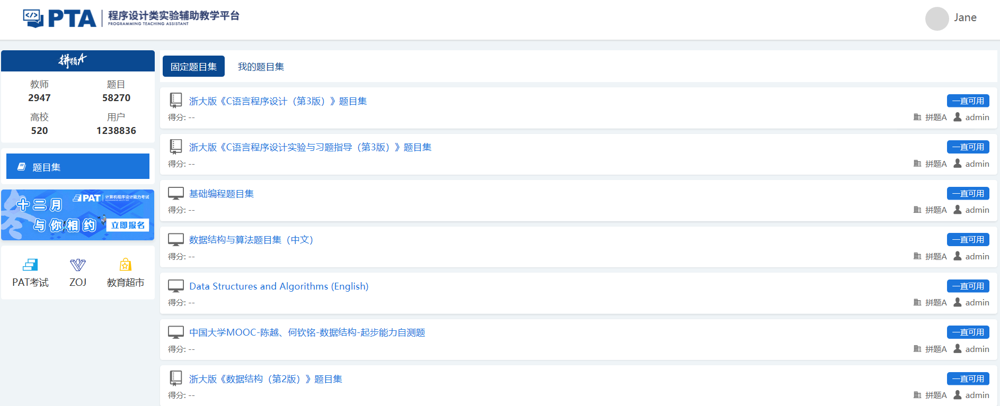 PTA 程序设计类实验辅助教学平台
PROGRAMMING TEACHING ASSISTANT
Jane
拼题A
教师 题目
2947 58270
高校 用户
520 1238836
题目集
PAT 计算机程序设计能力考试
十二月
与你相约
立即报名
PAT考试 ZOJ 教育超市
固定题目集 我的题目集
浙大版《C语言程序设计（第3版）》题目集 一直可用
得分: -- 拼题A admin
浙大版《C语言程序设计实验与习题指导（第3版）》题目集 一直可用
得分: -- 拼题A admin
基础编程题目集 一直可用
得分: -- 拼题A admin
数据结构与算法题目集（中文） 一直可用
得分: -- 拼题A admin
Data Structures and Algorithms (English) 一直可用
得分: -- 拼题A admin
中国大学MOOC-陈越、何钦铭-数据结构-起步能力自测题 一直可用
得分: -- 拼题A admin
浙大版《数据结构（第2版）》题目集 一直可用
得分: -- 拼题A admin